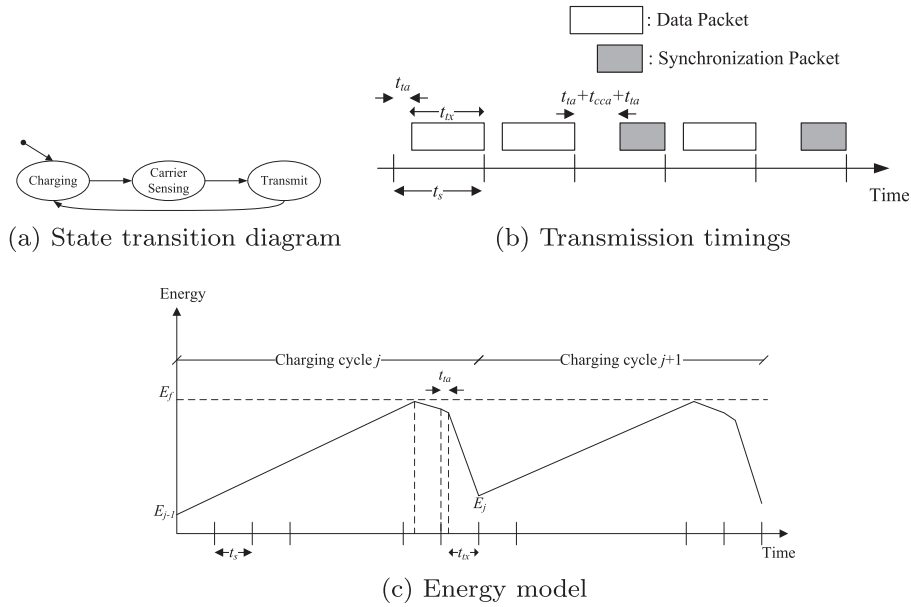 : Data Packet
: Synchronization Packet
t_ta
t_tx
t_ta+t_cca+t_ta
Charging
Carrier Sensing
Transmit
t_s
Time
(a) State transition diagram
(b) Transmission timings
Energy
Charging cycle j
Charging cycle j+1
t_ta
E_f
E_j-1
E_j
t_s
t_tx
Time
(c) Energy model